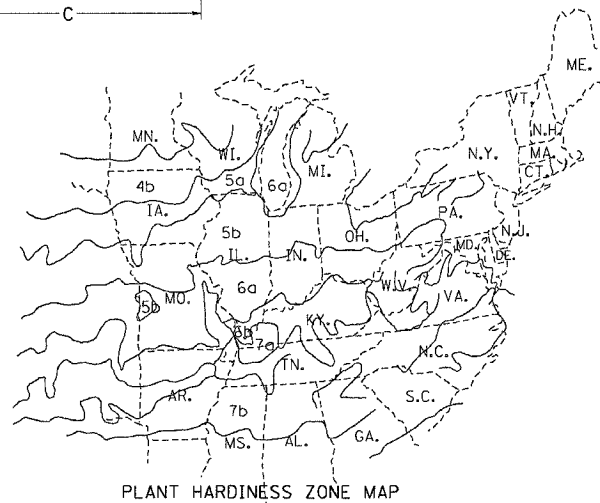 C
ME.
VT.
MN.
N.H.
WI.
N.Y.
MA.
MI.
CT.
4b
5a
6a
IA.
PA.
5b
OH.
N.J.
IL.
IN.
MD.
DE.
6a
W.V.
MO.
VA.
5b
KY.
6b
7a
N.C.
TN.
AR.
S.C.
7b
MS.
AL.
GA.
PLANT HARDINESS ZONE MAP